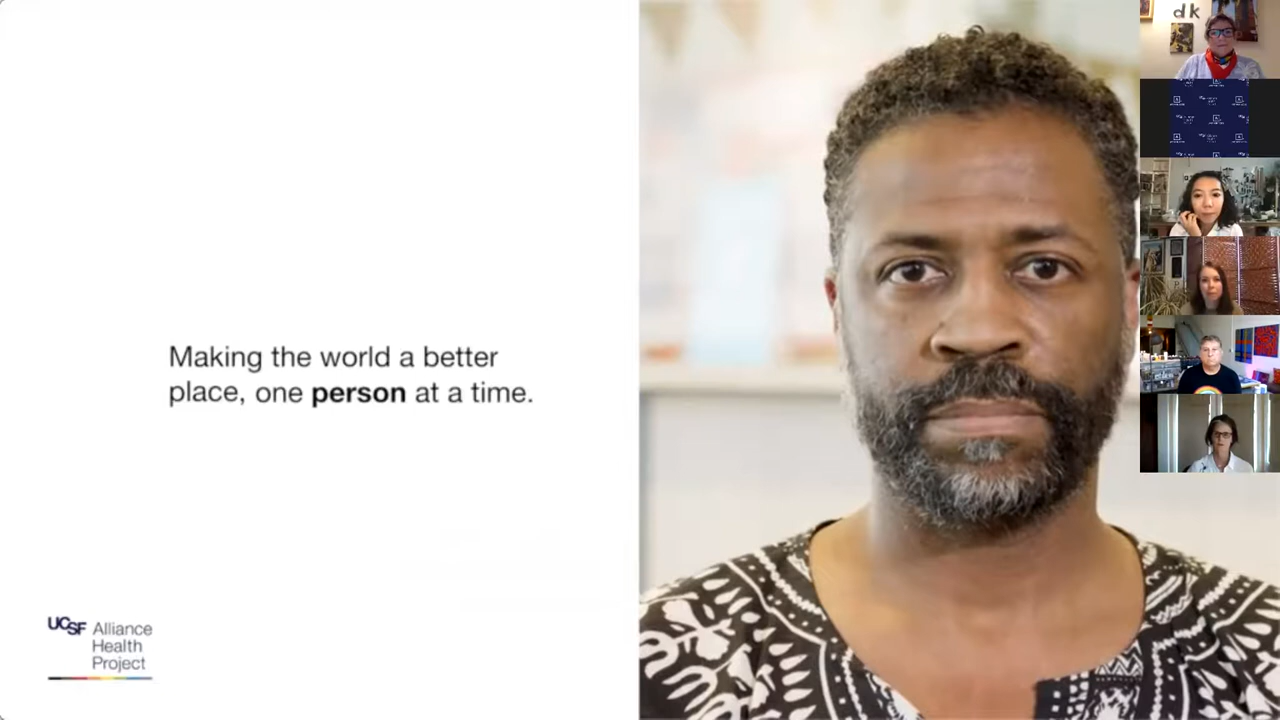 Making the world a better
place, one person at a time.
UCSF Alliance
Health
Project
dk